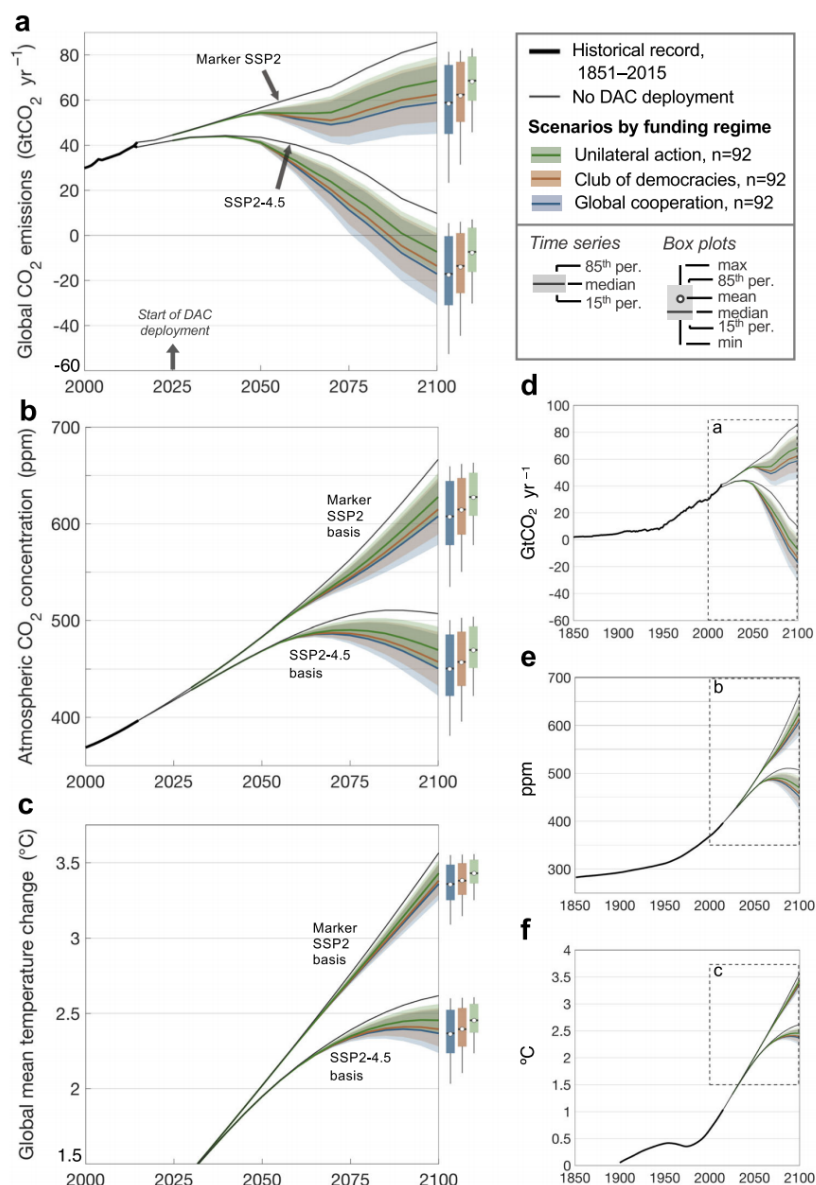 a
Global CO2 emissions (GtCO2 yr−1)
80
60
40
20
0
-20
-40
-60
Marker SSP2
SSP2-4.5
Start of DAC
deployment
2000
2025
2050
2075
2100
Historical record,
1851–2015
No DAC deployment
Scenarios by funding regime
Unilateral action, n=92
Club of democracies, n=92
Global cooperation, n=92
Time series
85th per.
median
15th per.
Box plots
max
85th per.
mean
median
15th per.
min
b
Atmospheric CO2 concentration (ppm)
700
600
500
400
Marker
SSP2
basis
SSP2-4.5
basis
2000
2025
2050
2075
2100
c
Global mean temperature change (°C)
3.5
3
2.5
2
1.5
Marker
SSP2
basis
SSP2-4.5
basis
2000
2025
2050
2075
2100
d
GtCO2 yr−1
100
80
60
40
20
0
-20
-40
-60
a
1850
1900
1950
2000
2050
2100
e
ppm
700
600
500
400
300
b
1850
1900
1950
2000
2050
2100
f
ºC
4
3.5
3
2.5
2
1.5
1
0.5
0
c
1850
1900
1950
2000
2050
2100